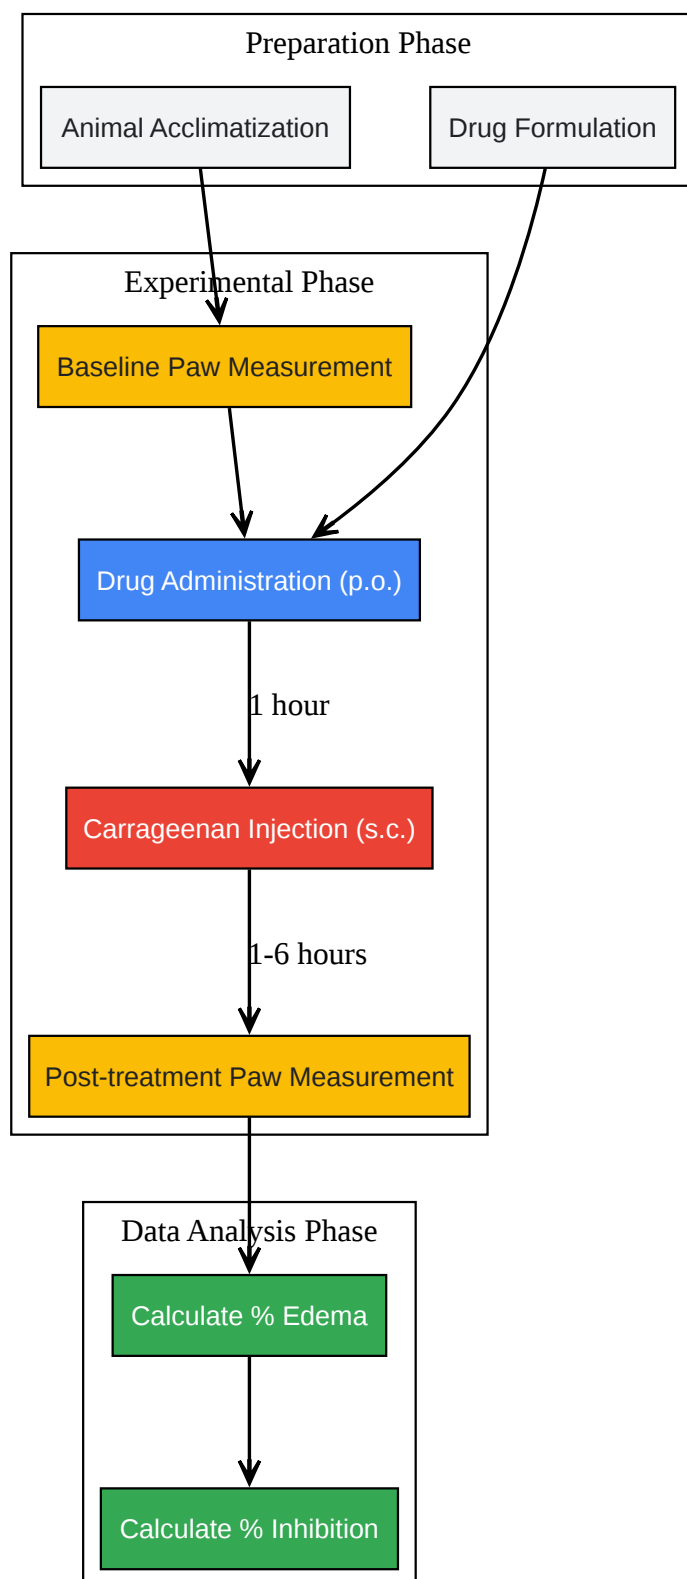 Preparation Phase
Animal Acclimatization
Drug Formulation
Experimental Phase
Baseline Paw Measurement
Drug Administration (p.o.)
1 hour
Carrageenan Injection (s.c.)
1-6 hours
Post-treatment Paw Measurement
Data Analysis Phase
Calculate % Edema
Calculate % Inhibition